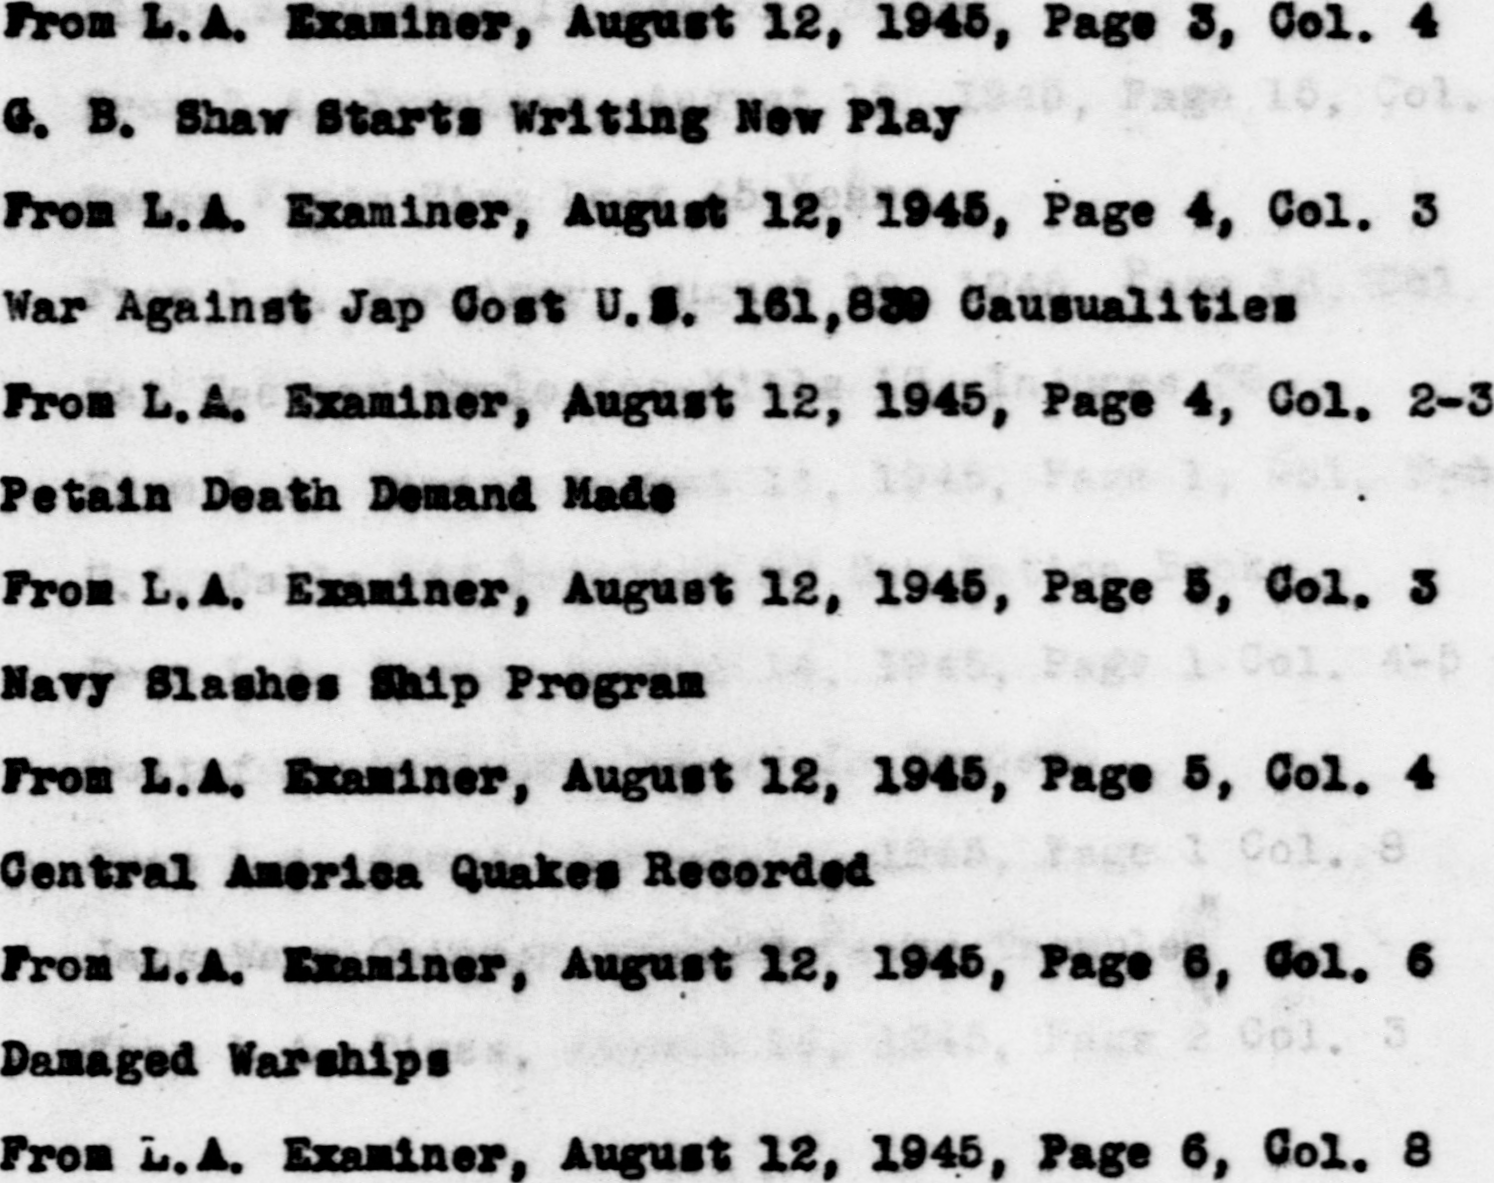 From L.A. Examiner, August 12, 1945, Page 3, Col. 4
G. B. Shaw Starts Writing New Play
From L.A. Examiner, August 12, 1945, Page 4, Col. 3
War Against Jap Cost U.S. 161,839 Causualities
From L.A. Examiner, August 12, 1945, Page 4, Col. 2-3
Petain Death Demand Made
From L.A. Examiner, August 12, 1945, Page 5, Col. 3
Navy Slashes Ship Program
From L.A. Examiner, August 12, 1945, Page 5, Col. 4
Central America Quakes Recorded
From L.A. Examiner, August 12, 1945, Page 6, Col. 6
Damaged Warships
From L.A. Examiner, August 12, 1945, Page 6, Col. 8